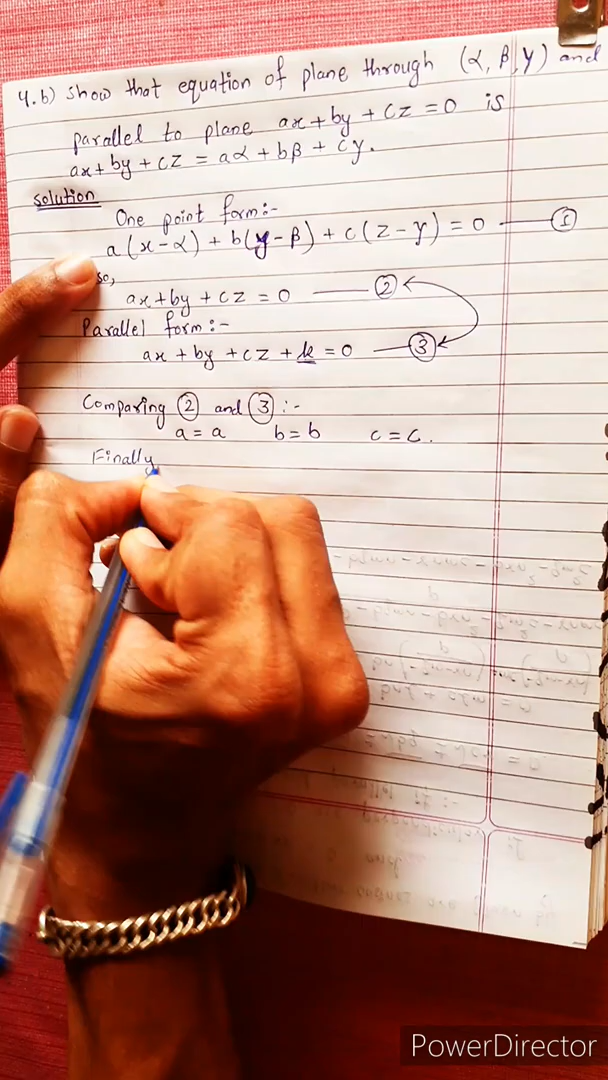 4.b) Show that equation of plane through (α, β, γ) and
parallel to plane ax+by+cz=0 is
ax+by+cz = aα+bβ+cγ.
solution
One point form:-
a(x-α)+b(y-β)+c(z-γ)=0 — ①
so,
ax+by+cz=0 — ②
Parallel form:-
ax+by+cz+k=0 — ③
Comparing ② and ③:-
a=a b=b c=c.
Finally,
PowerDirector